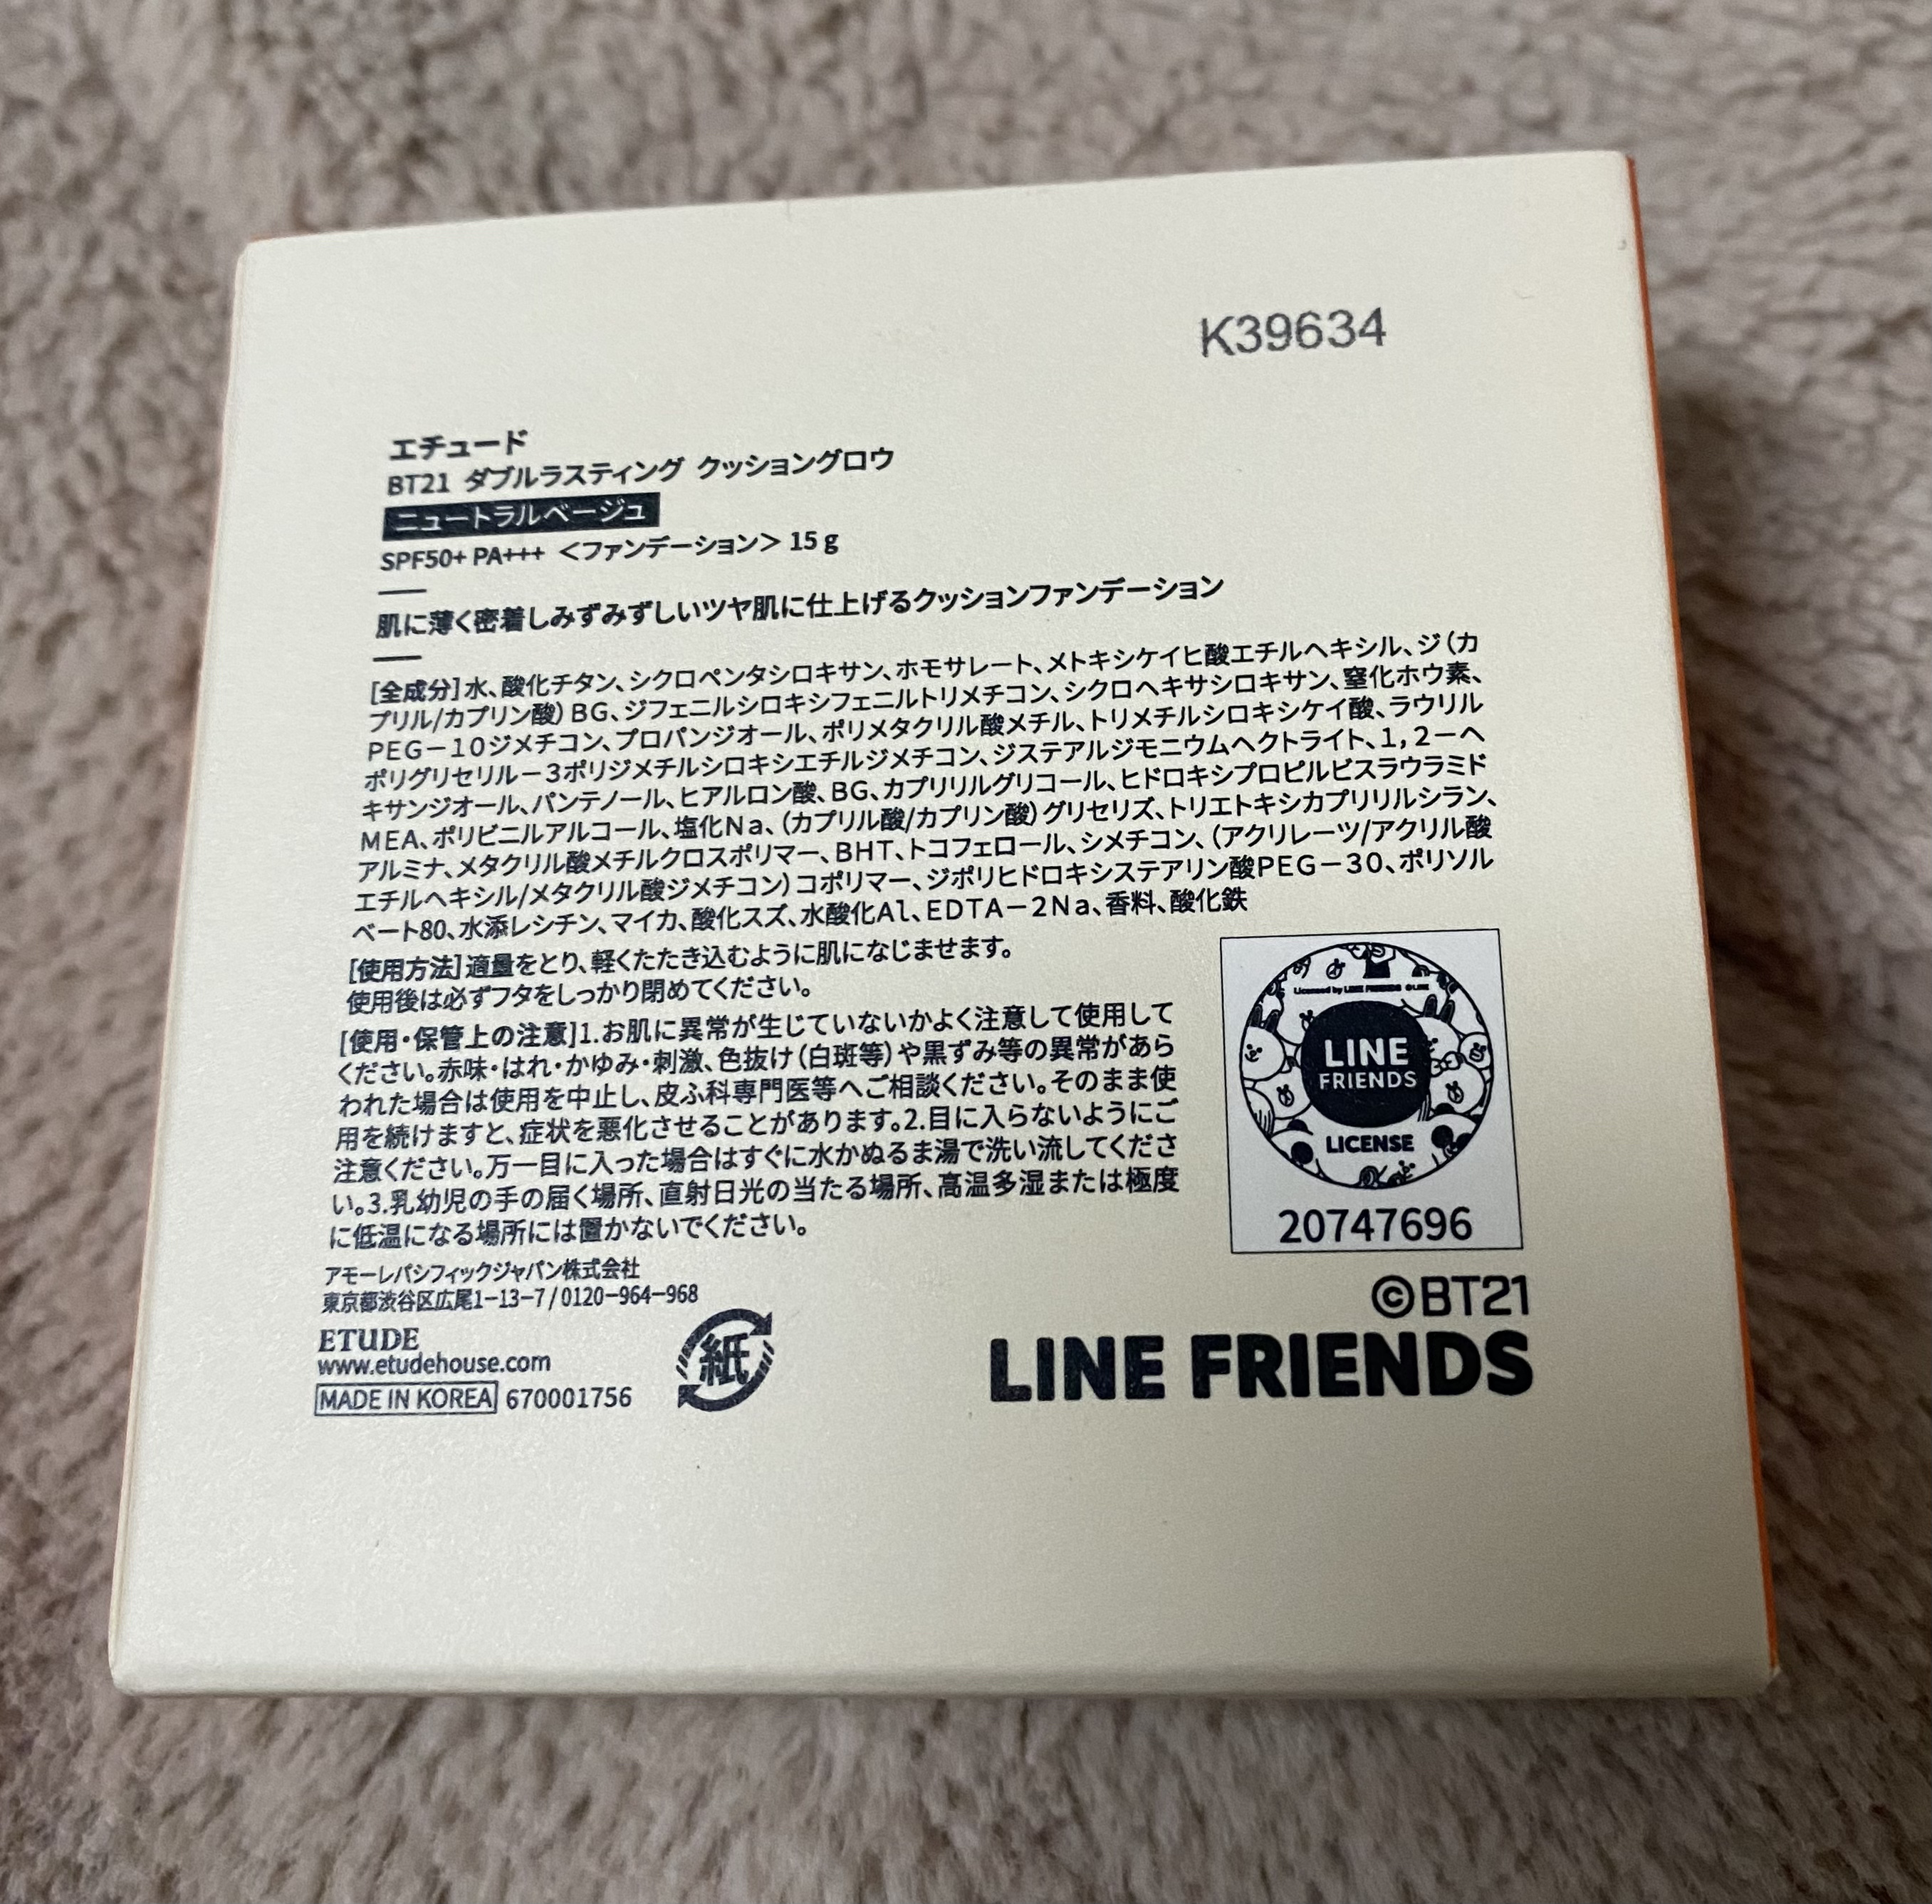 K39634
エチュード
BT21 ダブルラスティング クッショングロウ
ニュートラルベージュ
SPF50+ PA+++ ＜ファンデーション＞ 15 g
肌に薄く密着しみずみずしいツヤ肌に仕上げるクッションファンデーション
[全成分]水、酸化チタン、シクロペンタシロキサン、ホモサレート、メトキシケイヒ酸エチルヘキシル、ジ（カ
プリル/カプリン酸）BG、ジフェニルシロキシフェニルトリメチコン、シクロヘキサシロキサン、窒化ホウ素、
PEG－10ジメチコン、プロパンジオール、ポリメタクリル酸メチル、トリメチルシロキシケイ酸、ラウリル
ポリグリセリル－3ポリジメチルシロキシエチルジメチコン、ジステアルジモニウムヘクトライト、1，2－ヘ
キサンジオール、パンテノール、ヒアルロン酸、BG、カプリリルグリコール、ヒドロキシプロピルビスラウラミド
MEA、ポリビニルアルコール、塩化Na、（カプリル酸/カプリン酸）グリセリズ、トリエトキシカプリリルシラン、
アルミナ、メタクリル酸メチルクロスポリマー、BHT、トコフェロール、シメチコン、（アクリレーツ/アクリル酸
エチルヘキシル/メタクリル酸ジメチコン）コポリマー、ジポリヒドロキシステアリン酸PEG－30、ポリソル
ベート80、水添レシチン、マイカ、酸化スズ、水酸化Al、EDTA－2Na、香料、酸化鉄
[使用方法]適量をとり、軽くたたき込むように肌になじませます。
使用後は必ずフタをしっかり閉めてください。
[使用・保管上の注意]1.お肌に異常が生じていないかよく注意して使用して
ください。赤味・はれ・かゆみ・刺激、色抜け（白斑等）や黒ずみ等の異常があら
われた場合は使用を中止し、皮ふ科専門医等へご相談ください。そのまま使
用を続けますと、症状を悪化させることがあります。2.目に入らないようにご
注意ください。万一目に入った場合はすぐに水かぬるま湯で洗い流してくださ
い。3.乳幼児の手の届く場所、直射日光の当たる場所、高温多湿または極度
に低温になる場所には置かないでください。
アモーレパシフィックジャパン株式会社
東京都渋谷区広尾1－13－7 / 0120－964－968
ETUDE
www.etudehouse.com
MADE IN KOREA 670001756
紙
Licensed by LINE FRIENDS ©LINE
LINE
FRIENDS
LICENSE
20747696
©BT21
LINE FRIENDS